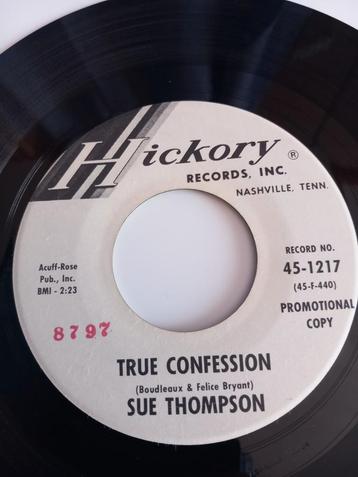 Hickory ®
RECORDS, INC.
NASHVILLE, TENN.
Acuff-Rose
Pub., Inc.
BMI - 2:23
RECORD NO.
45-1217
(45-F-440)
PROMOTIONAL
COPY
8797
TRUE CONFESSION
(Boudleaux & Felice Bryant)
SUE THOMPSON